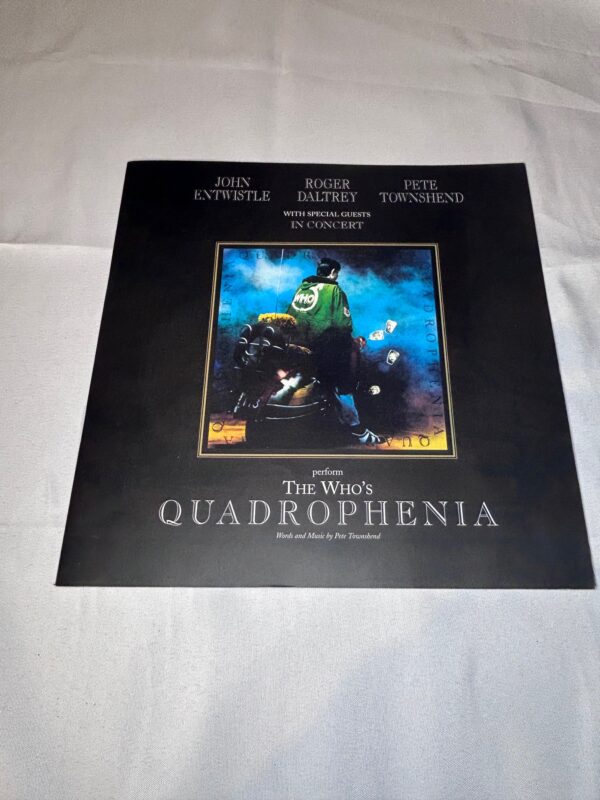 JOHN ENTWISTLE
ROGER DALTREY
PETE TOWNSHEND
WITH SPECIAL GUESTS
IN CONCERT
QUADROPHENIA
WHO
perform
THE WHO'S
QUADROPHENIA
Words and Music by Pete Townshend